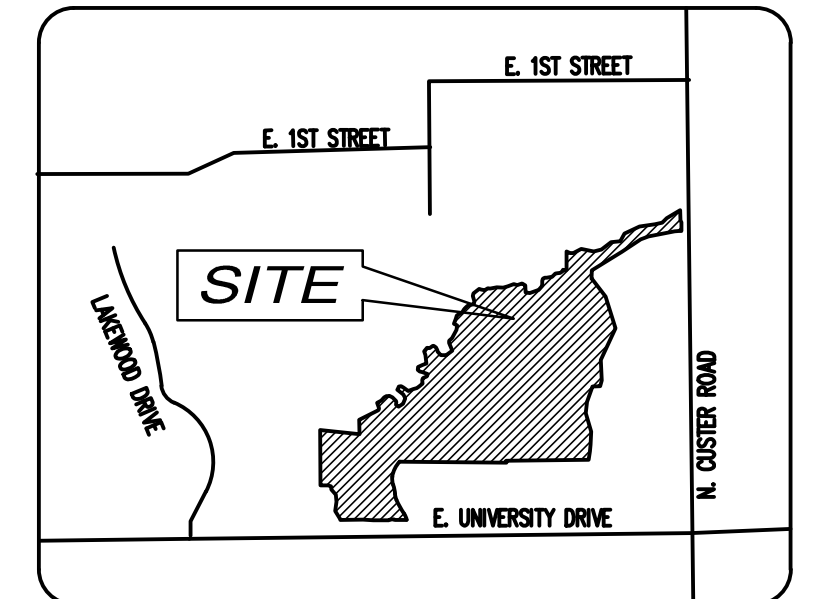 E. 1ST STREET
E. 1ST STREET
SITE
LAKEWOOD DRIVE
N. CUSTER ROAD
E. UNIVERSITY DRIVE